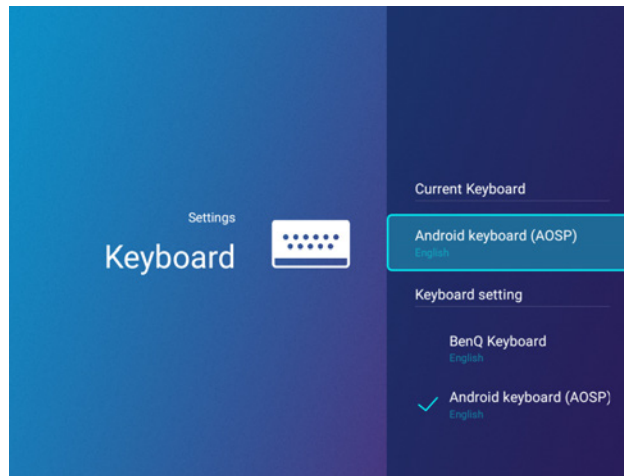 Settings
Keyboard
Current Keyboard
Android keyboard (AOSP)
English
Keyboard setting
BenQ Keyboard
English
Android keyboard (AOSP)
English